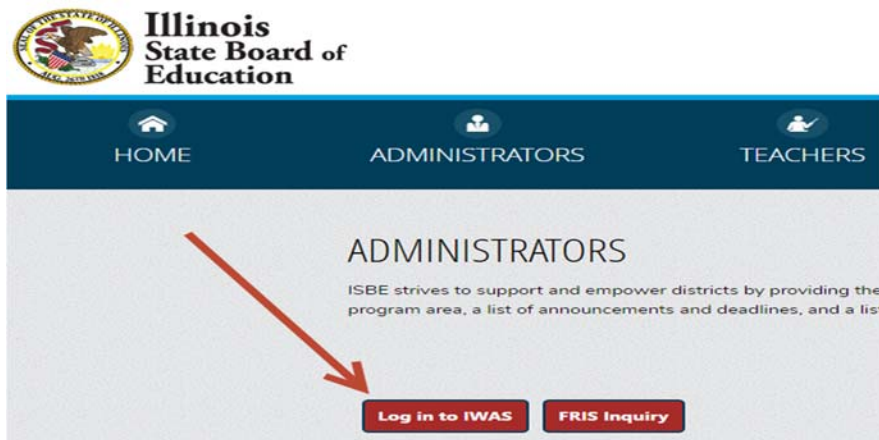 Illinois
State Board of
Education
HOME
ADMINISTRATORS
TEACHERS
ADMINISTRATORS
ISBE strives to support and empower districts by providing the
program area, a list of announcements and deadlines, and a lis
Log in to IWAS
FRIS Inquiry